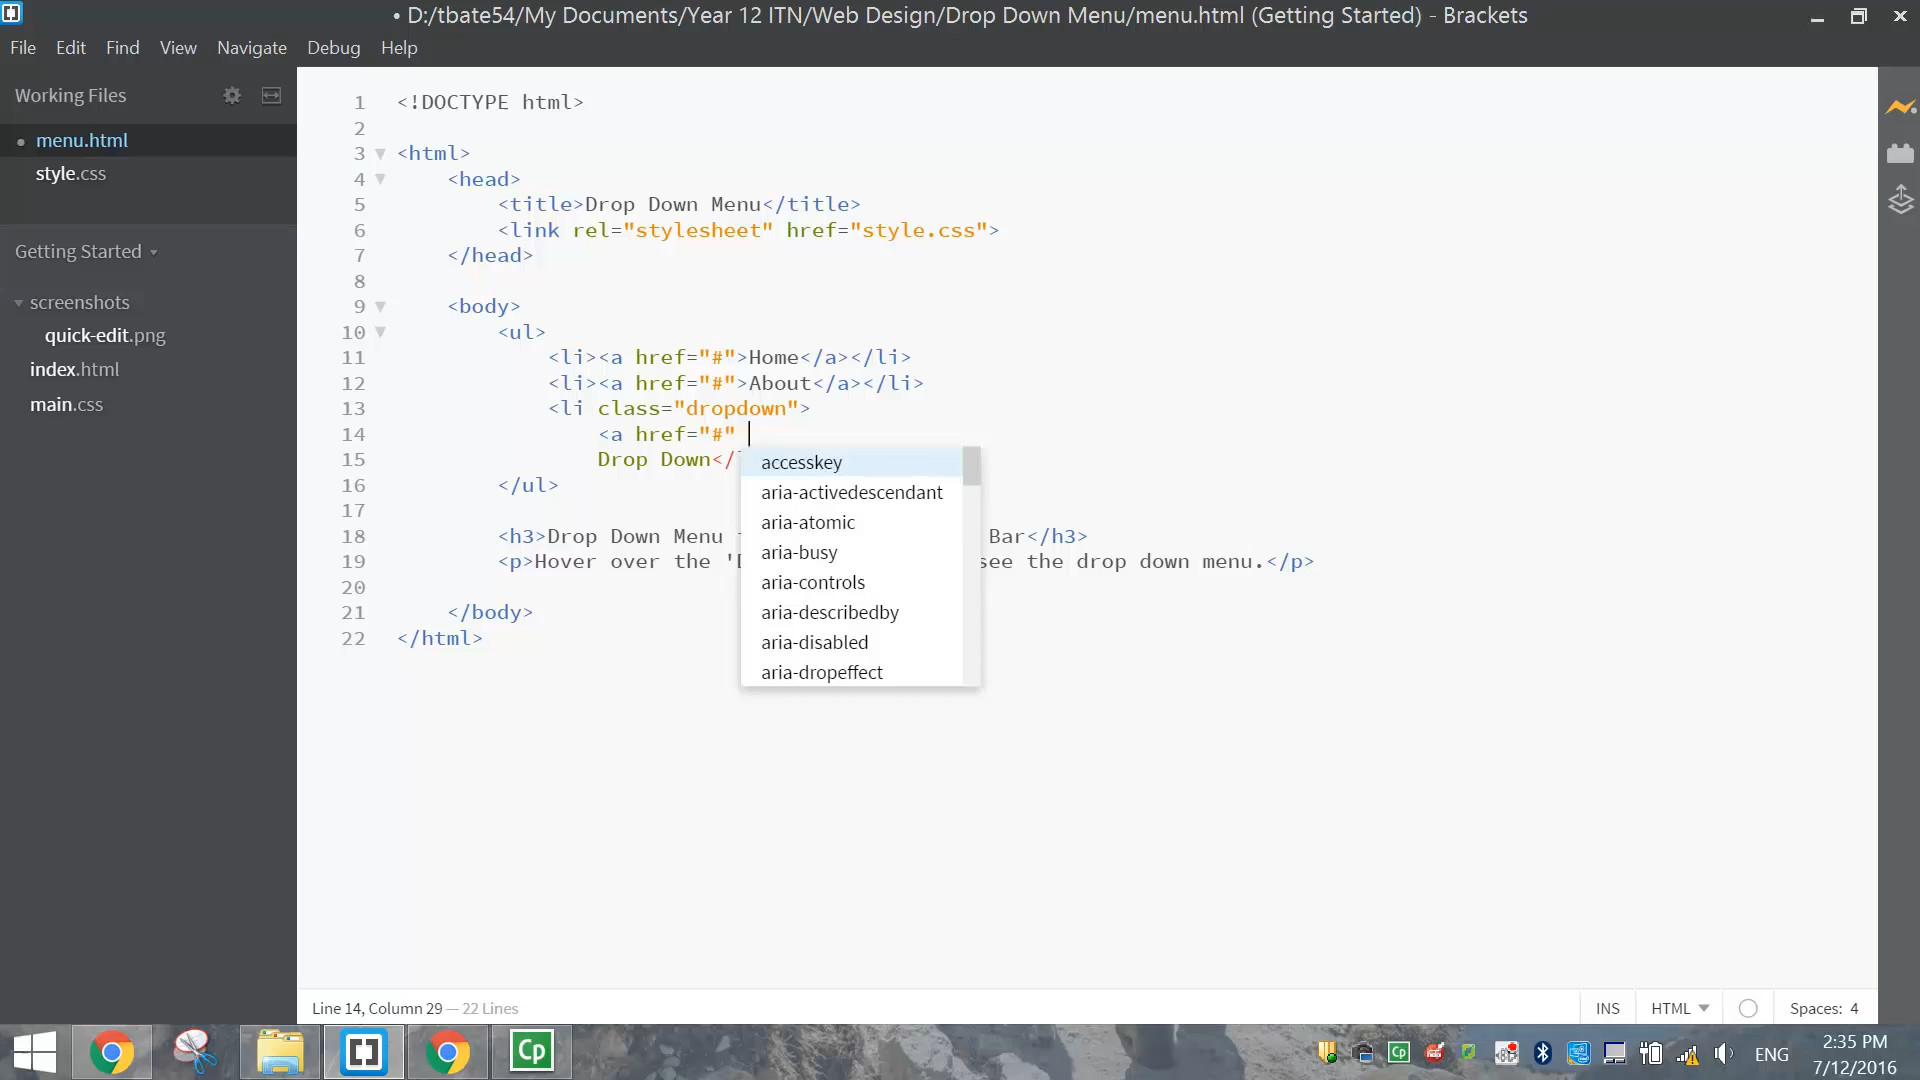 • D:/tbate54/My Documents/Year 12 ITN/Web Design/Drop Down Menu/menu.html (Getting Started) - Brackets
File Edit Find View Navigate Debug Help
Working Files
menu.html
style.css
Getting Started
screenshots
quick-edit.png
index.html
main.css
1 <!DOCTYPE html>
2
3 <html>
4 <head>
5 <title>Drop Down Menu</title>
6 <link rel="stylesheet" href="style.css">
7 </head>
8
9 <body>
10 <ul>
11 <li><a href="#">Home</a></li>
12 <li><a href="#">About</a></li>
13 <li class="dropdown">
14 <a href="#"
15 Drop Down</
16 </ul>
17
18 <h3>Drop Down Menu Bar</h3>
19 <p>Hover over the see the drop down menu.</p>
20
21 </body>
22 </html>
accesskey
aria-activedescendant
aria-atomic
aria-busy
aria-controls
aria-describedby
aria-disabled
aria-dropeffect
Line 14, Column 29 — 22 Lines
INS HTML Spaces: 4
Cp
Cp
ENG
2:35 PM
7/12/2016